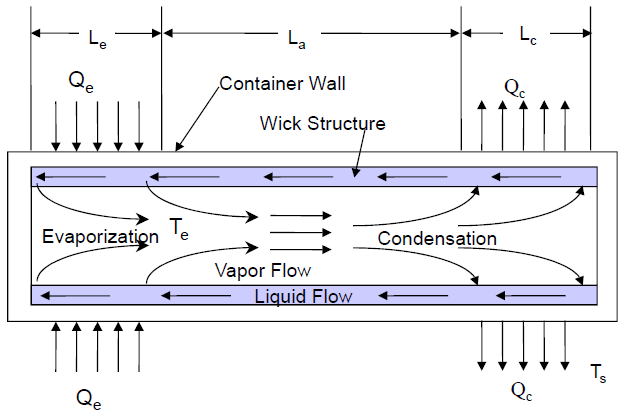 Le
La
Lc
Qe
Qc
Container Wall
Wick Structure
Evaporization
Te
Condensation
Vapor Flow
Liquid Flow
Qe
Qc
Ts